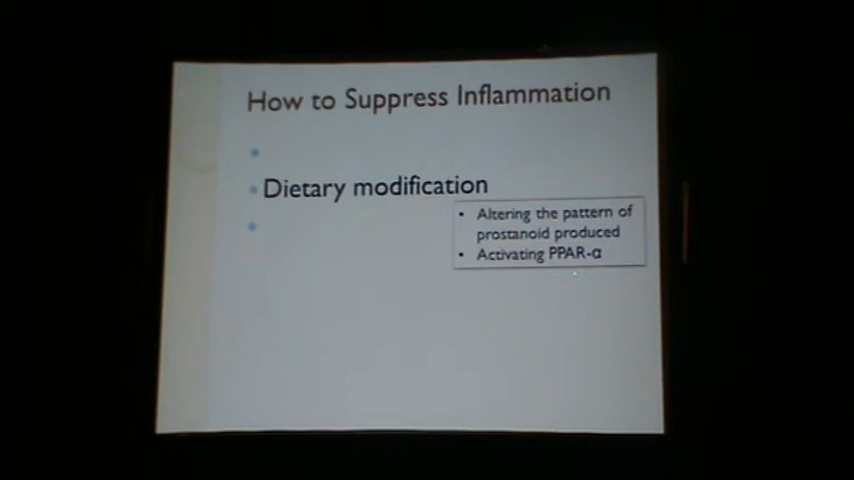 How to Suppress Inflammation
Dietary modification
• Altering the pattern of
prostanoid produced
• Activating PPAR-α